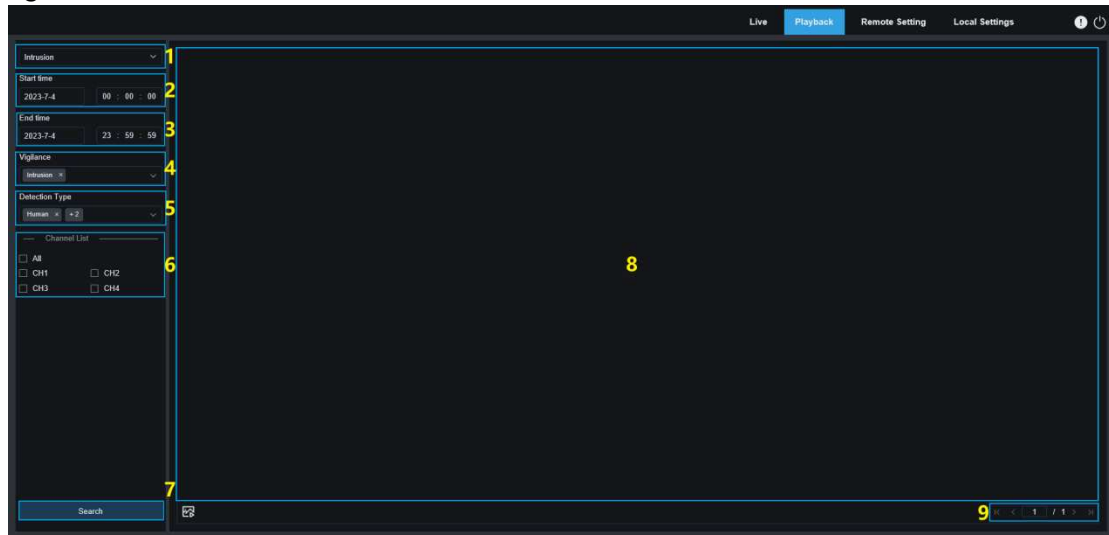 Live Playback Remote Setting Local Settings
Intrusion 1
Start time
2023-7-4 00 : 00 : 00 2
End time
2023-7-4 23 : 59 : 59 3
Vigilance
Intrusion × 4
Detection Type
Human × +2 5
Channel List
All
6
CH1 CH2
8
CH3 CH4
7
Search
9 1 / 1